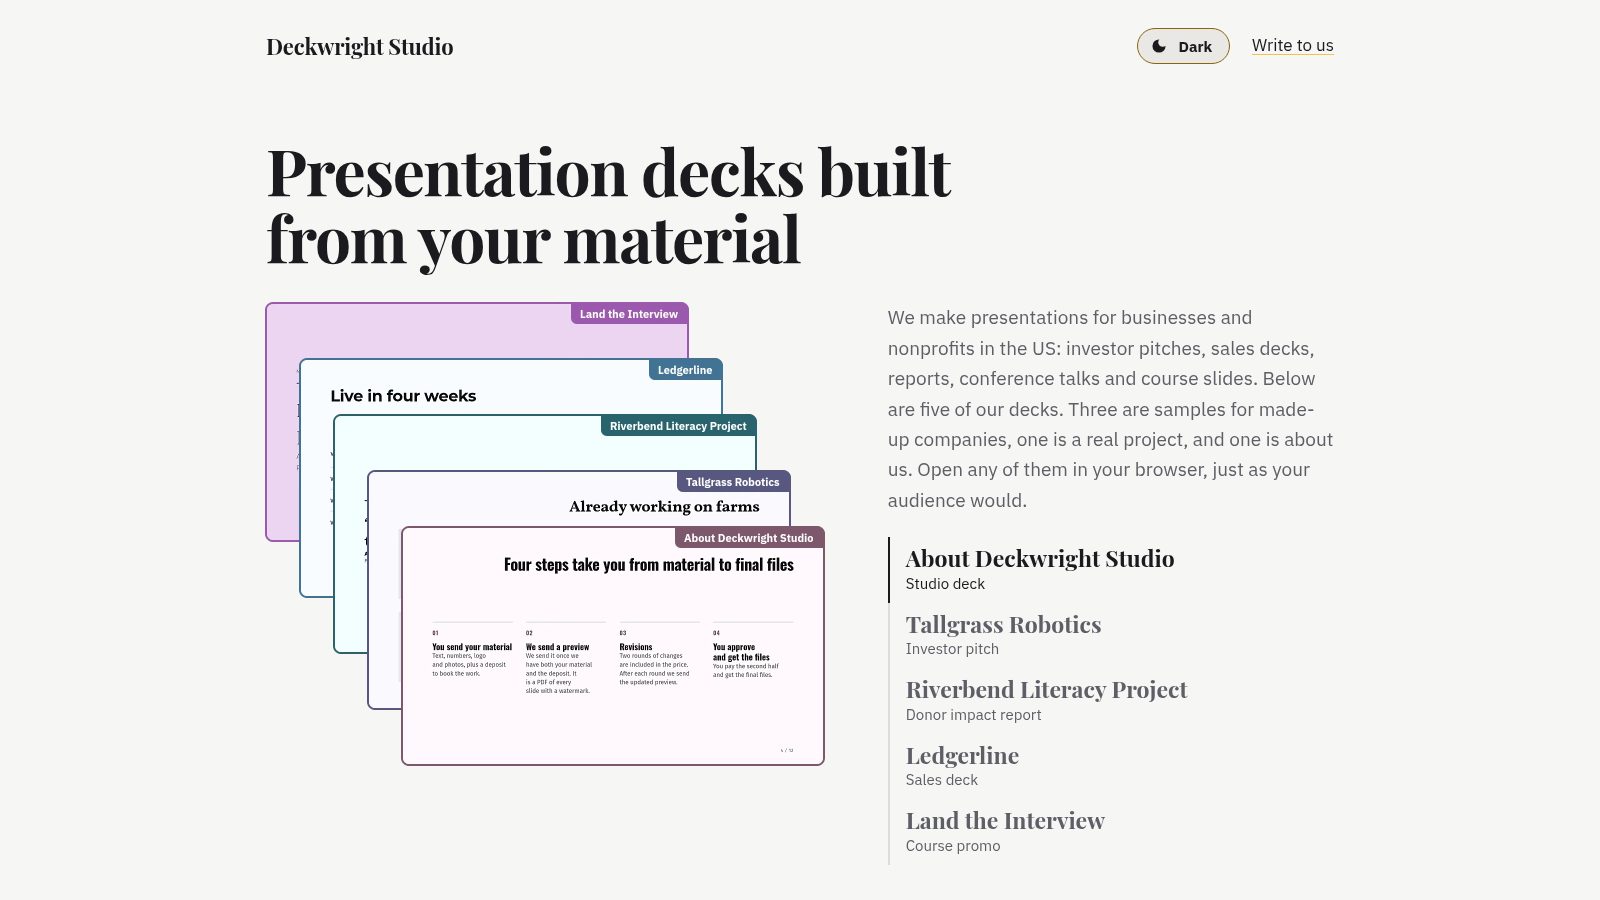 Deckwright Studio
Dark
Write to us
Presentation decks built
from your material
Land the Interview
Ledgerline
Live in four weeks
Riverbend Literacy Project
Tallgrass Robotics
Already working on farms
About Deckwright Studio
Four steps take you from material to final files
01
You send your material
Text, numbers, logo
and photos, plus a deposit
to book the work.
02
We send a preview
We send it once we
have both your material
and the deposit. It
is a PDF of every
slide with a watermark.
03
Revisions
Two rounds of changes
are included in the price.
After each round we send
the updated preview.
04
You approve
and get the files
You pay the second half
and get the final files.
We make presentations for businesses and
nonprofits in the US: investor pitches, sales decks,
reports, conference talks and course slides. Below
are five of our decks. Three are samples for made-
up companies, one is a real project, and one is about
us. Open any of them in your browser, just as your
audience would.
About Deckwright Studio
Studio deck
Tallgrass Robotics
Investor pitch
Riverbend Literacy Project
Donor impact report
Ledgerline
Sales deck
Land the Interview
Course promo